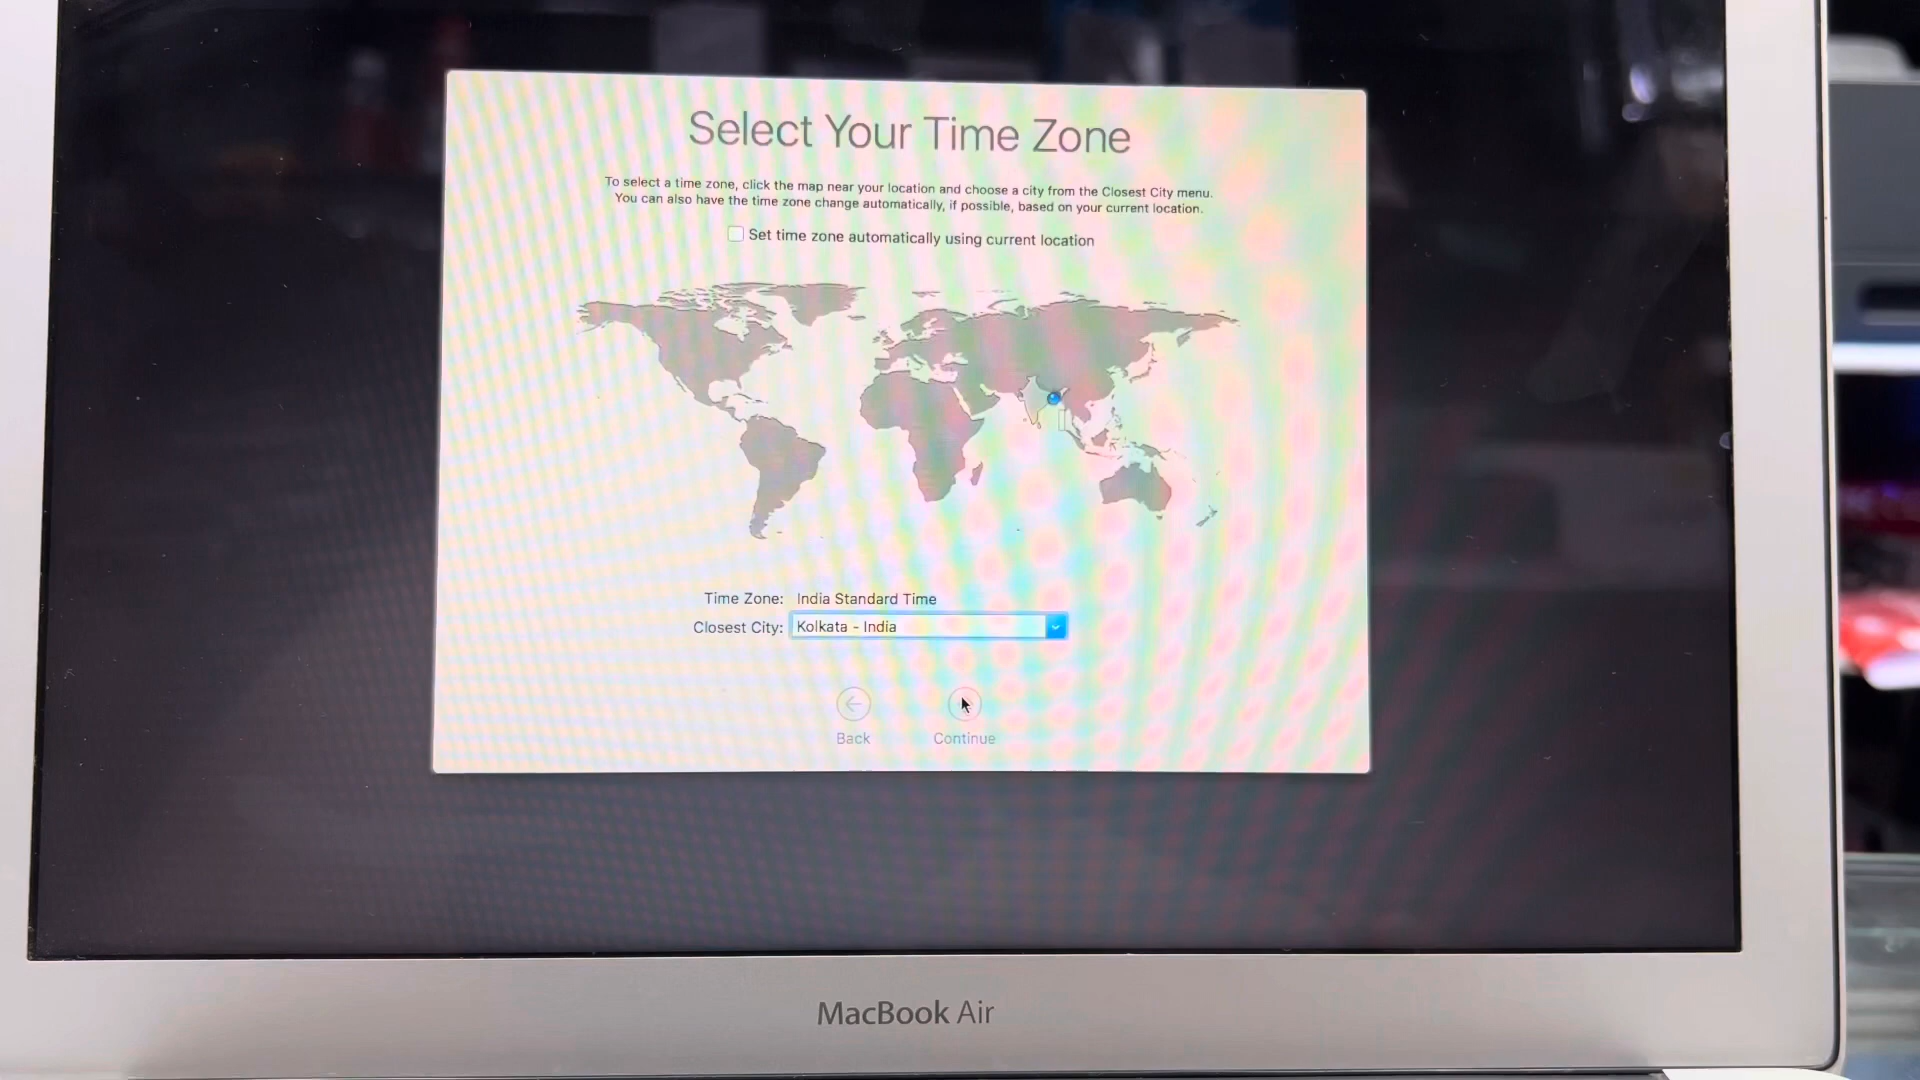 Select Your Time Zone
To select a time zone, click the map near your location and choose a city from the Closest City menu.
You can also have the time zone change automatically, if possible, based on your current location.
Set time zone automatically using current location
Time Zone: India Standard Time
Closest City: Kolkata - India
Back
Continue
MacBook Air